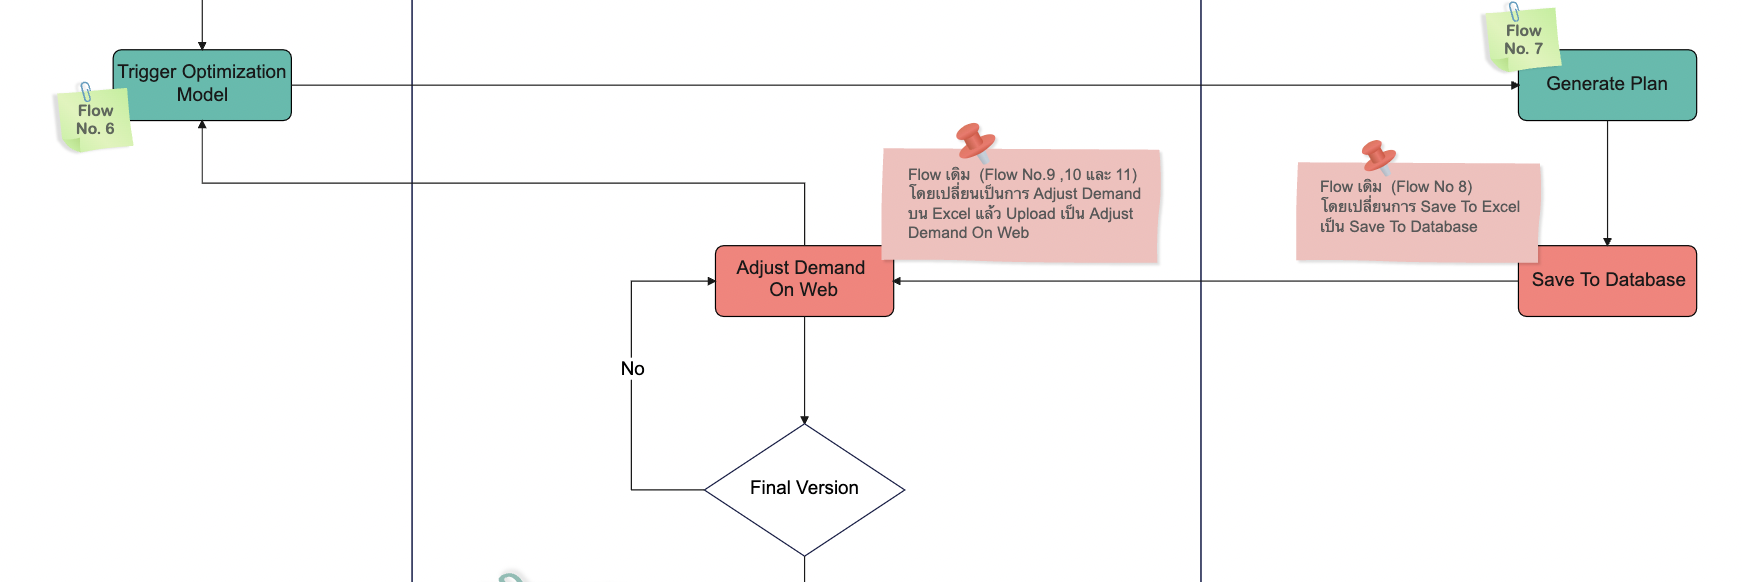 Flow
No. 7
Trigger Optimization
Model
Generate Plan
Flow
No. 6
Flow เดิม (Flow No.9 ,10 และ 11)
โดยเปลี่ยนเป็นการ Adjust Demand
บน Excel แล้ว Upload เป็น Adjust
Demand On Web
Flow เดิม (Flow No 8)
โดยเปลี่ยนการ Save To Excel
เป็น Save To Database
Adjust Demand
On Web
Save To Database
No
Final Version